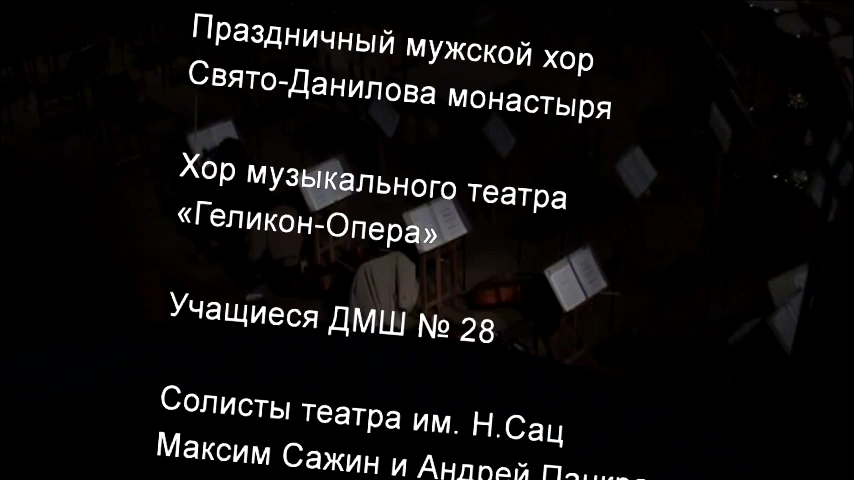 Праздничный мужской хор
Свято-Данилова монастыря
Хор музыкального театра
«Геликон-Опера»
Учащиеся ДМШ № 28
Солисты театра им. Н.Сац
Максим Сажин и Андрей